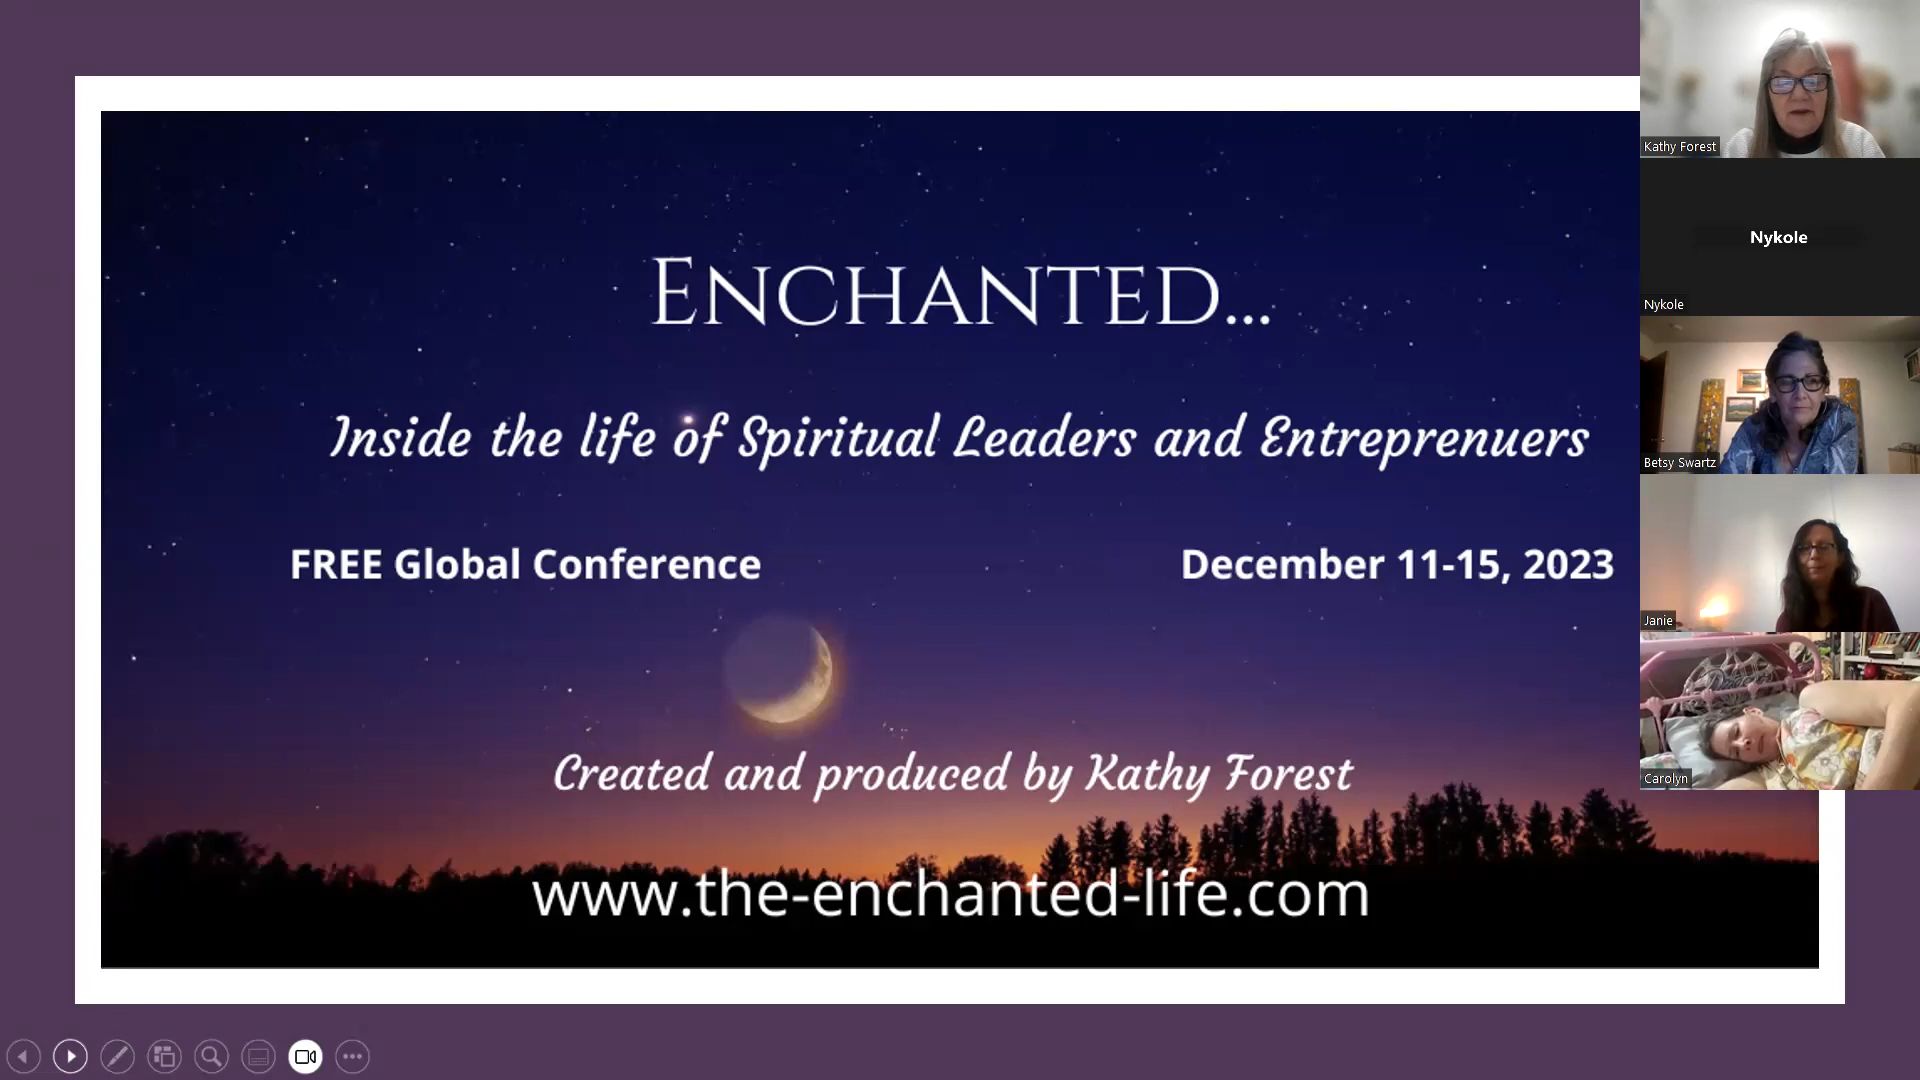 Enchanted...
Inside the life of Spiritual Leaders and Entreprenuers
FREE Global Conference
December 11-15, 2023
Created and produced by Kathy Forest
www.the-enchanted-life.com
Kathy Forest
Nykole
Nykole
Betsy Swartz
Janie
Carolyn